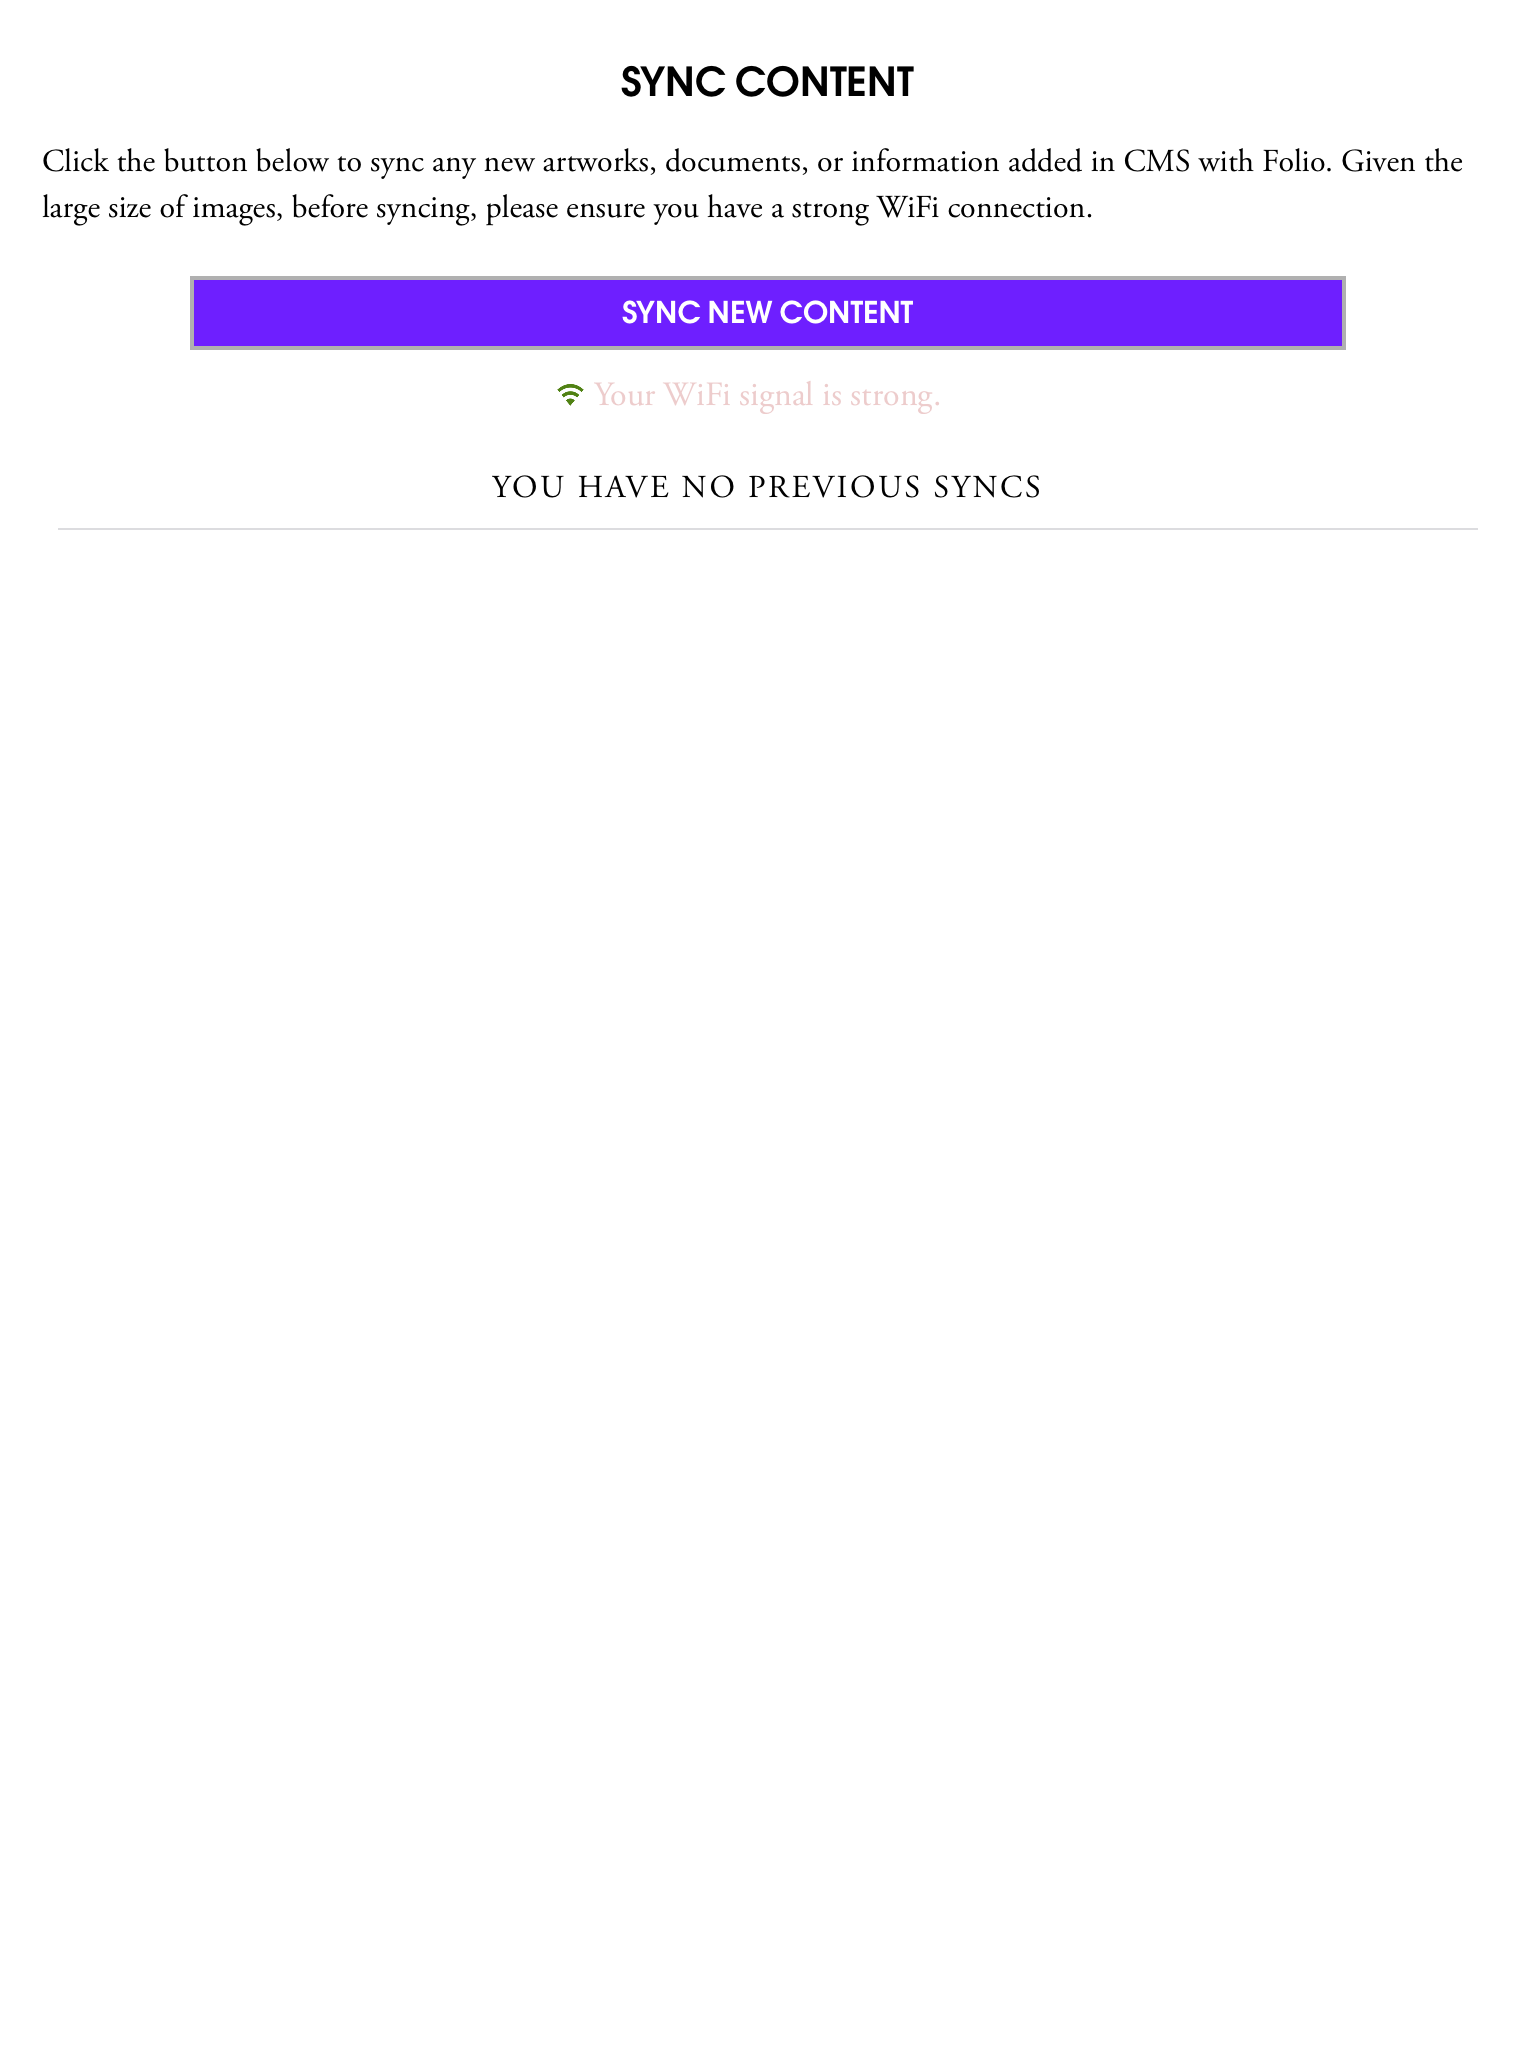 SYNC CONTENT
Click the button below to sync any new artworks, documents, or information added in CMS with Folio. Given the
large size of images, before syncing, please ensure you have a strong WiFi connection.
SYNC NEW CONTENT
Your WiFi signal is strong.
YOU HAVE NO PREVIOUS SYNCS